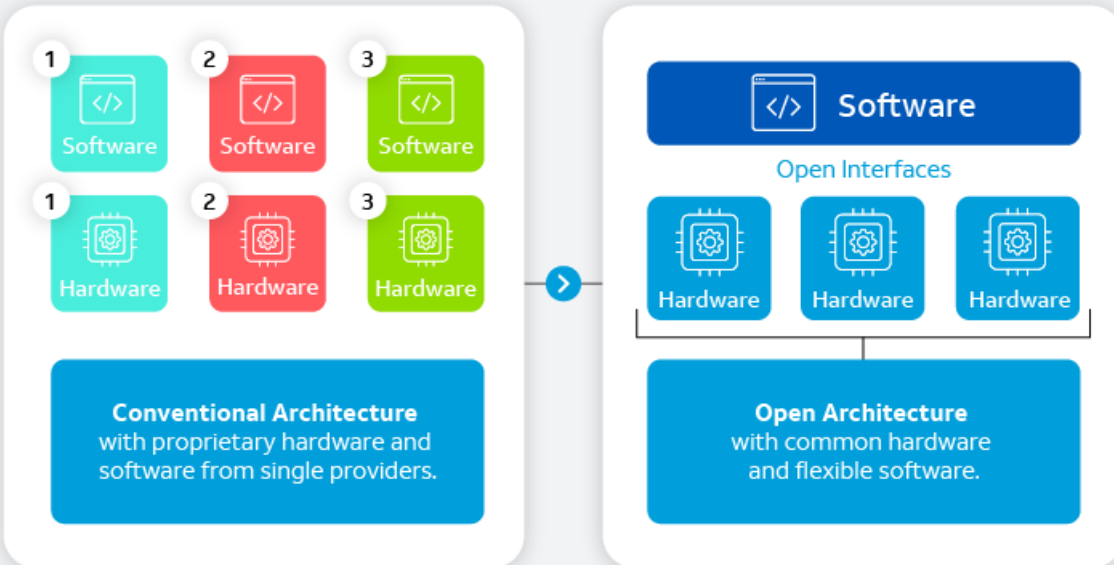 1
2
3
Software
Software
Software
1
2
3
Hardware
Hardware
Hardware
Conventional Architecture
with proprietary hardware and
software from single providers.
Software
Open Interfaces
Hardware
Hardware
Hardware
Open Architecture
with common hardware
and flexible software.